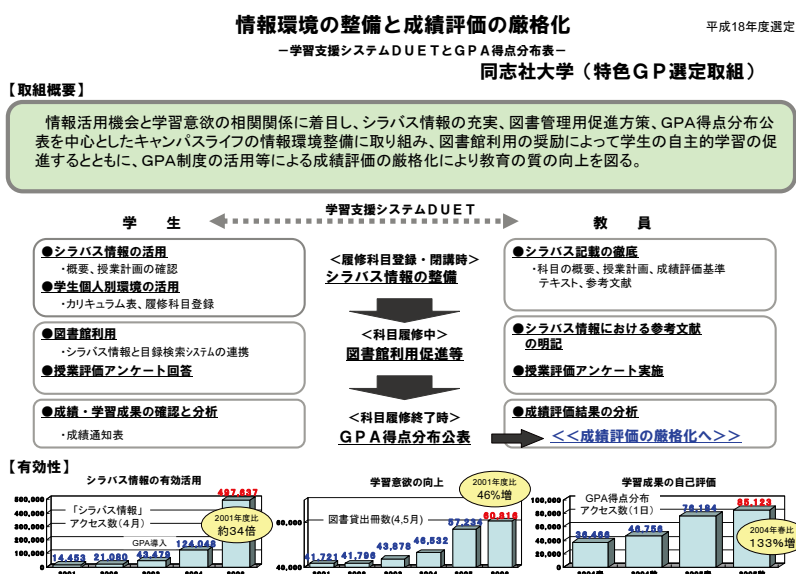 情報環境の整備と成績評価の厳格化
平成18年度選定
－学習支援システムＤＵＥＴとＧＰＡ得点分布表－
同志社大学（特色ＧＰ選定取組）
【取組概要】
情報活用機会と学習意欲の相関関係に着目し、シラバス情報の充実、図書管理用促進方策、GPA得点分布公
表を中心としたキャンパスライフの情報環境整備に取り組み、図書館利用の奨励によって学生の自主的学習の促
進するとともに、GPA制度の活用等による成績評価の厳格化により教育の質の向上を図る。
学習支援システムＤＵＥＴ
学　生
教　員
●シラバス情報の活用
・概要、授業計画の確認
●学生個人別環境の活用
・カリキュラム表、履修科目登録
＜履修科目登録・開講時＞
シラバス情報の整備
●シラバス記載の徹底
・科目の概要、授業計画、成績評価基準
テキスト、参考文献
●図書館利用
・シラバス情報と目録検索システムの連携
●授業評価アンケート回答
＜科目履修中＞
図書館利用促進等
●シラバス情報における参考文献
の明記
●授業評価アンケート実施
●成績・学習成果の確認と分析
・成績通知表
＜科目履修終了時＞
ＧＰＡ得点分布公表
●成績評価結果の分析
＜＜成績評価の厳格化へ＞＞
【有効性】
シラバス情報の有効活用
497,637
500,000
400,000
300,000
200,000
100,000
0
「シラバス情報」
アクセス数（４月）
2001年度比
約34倍
GPA導入
14,453
21,080
43,479
124,048
学習意欲の向上
2001年度比
46%増
60,000
40,000
図書貸出冊数（4,5月）
41,721
41,796
43,878
46,532
57,234
60,816
学習成果の自己評価
100,000
80,000
60,000
40,000
20,000
0
GPA得点分布
アクセス数（1日）
46,756
85,123
2004年春比
133%増